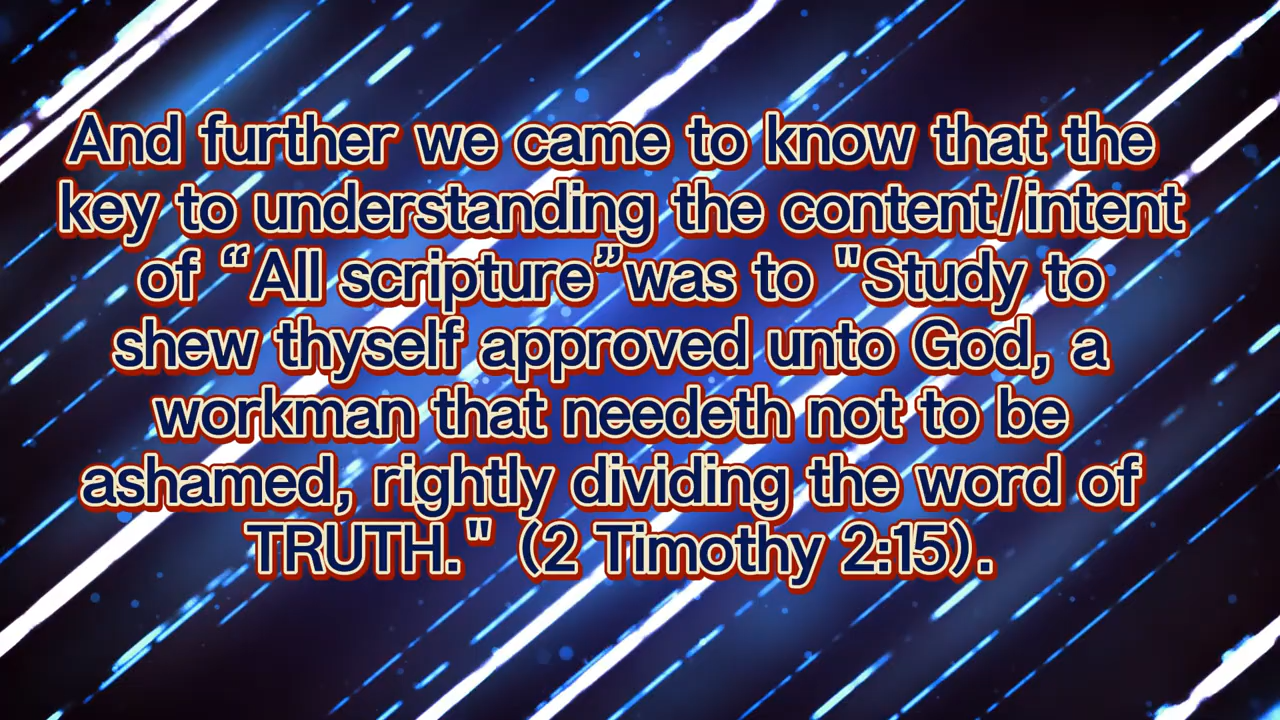 And further we came to know that the
key to understanding the content/intent
of “All scripture”was to "Study to
shew thyself approved unto God, a
workman that needeth not to be
ashamed, rightly dividing the word of
TRUTH." (2 Timothy 2:15).